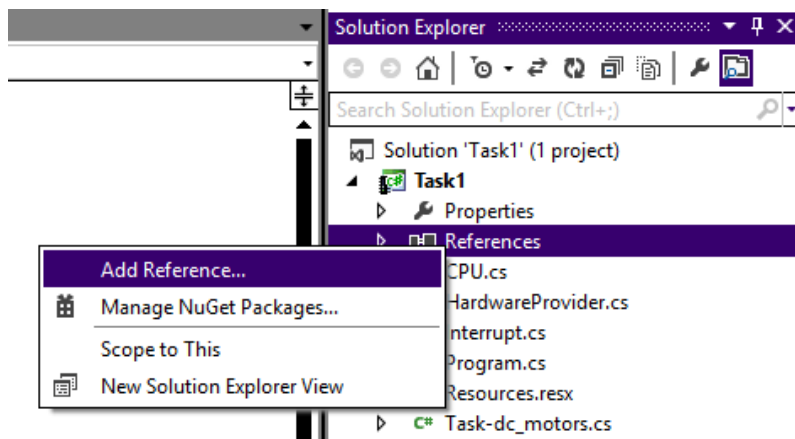 Solution Explorer
Search Solution Explorer (Ctrl+;)
Solution 'Task1' (1 project)
C# Task1
Properties
References
Add Reference...
CPU.cs
Manage NuGet Packages...
HardwareProvider.cs
Interrupt.cs
Scope to This
Program.cs
New Solution Explorer View
Resources.resx
C# Task-dc_motors.cs